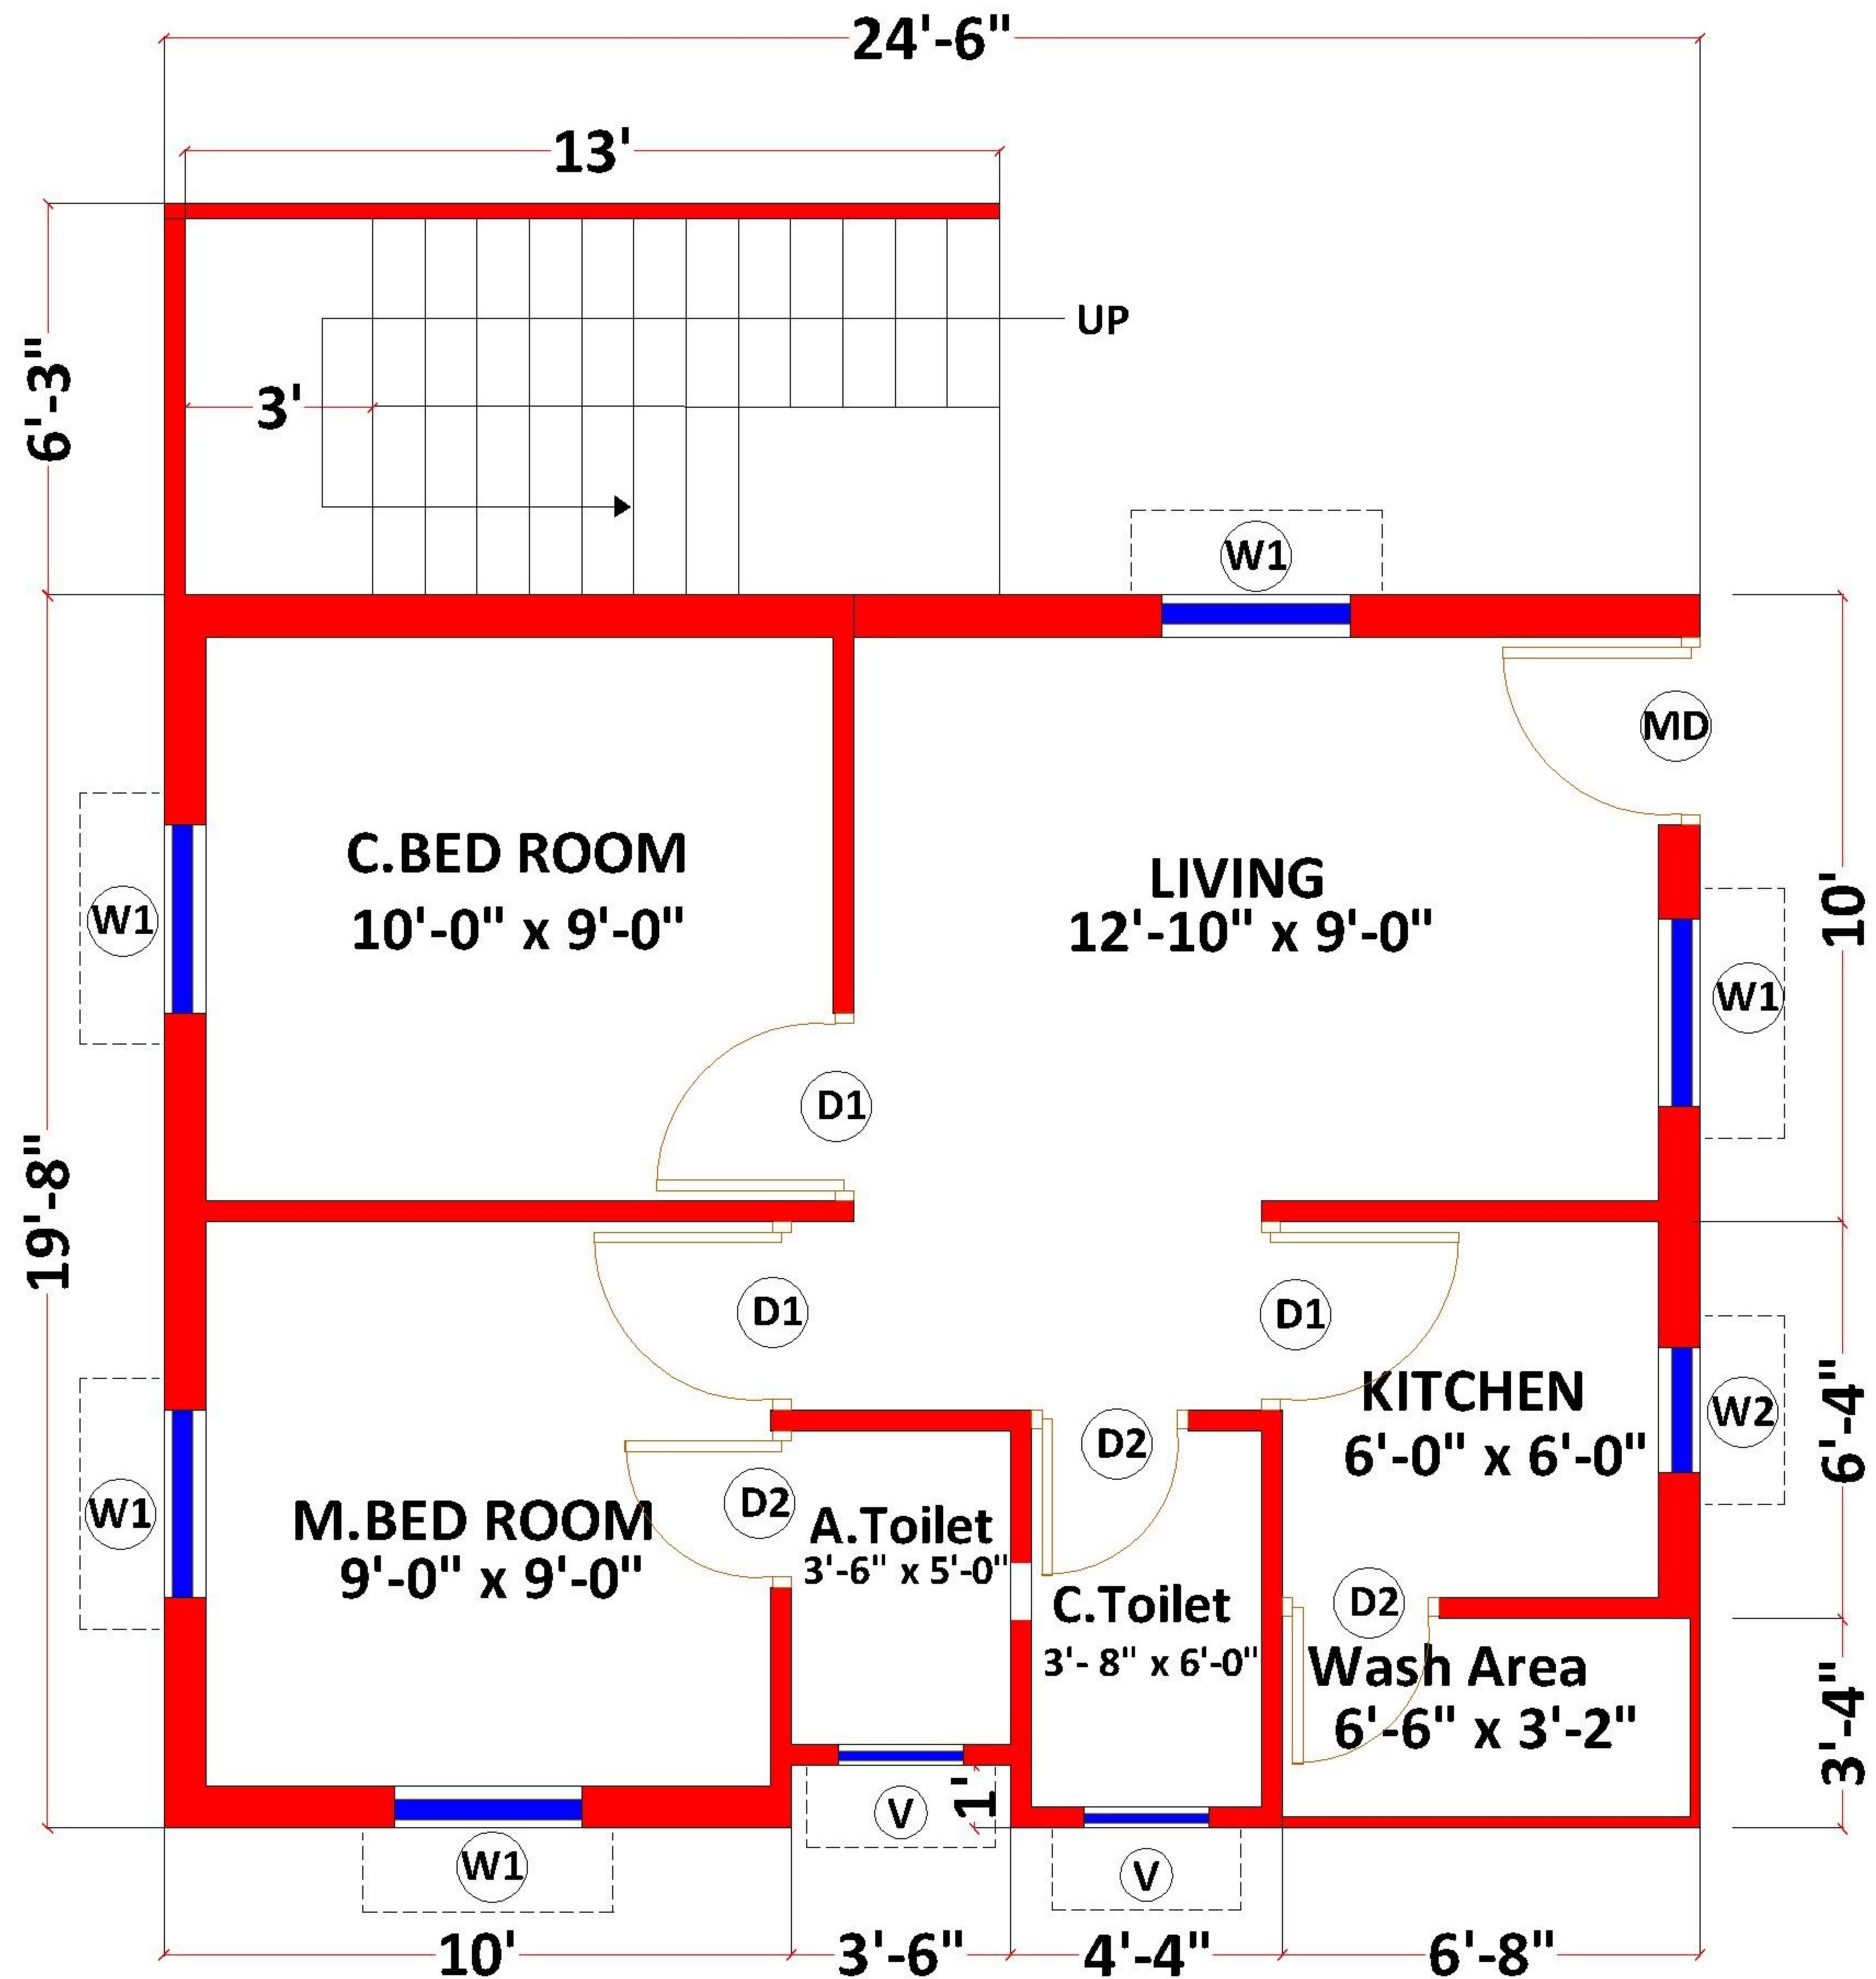 24'-6"
13'
6'-3"
UP
3'
W1
MD
C.BED ROOM
10'-0" x 9'-0"
LIVING
12'-10" x 9'-0"
10'
W1
W1
D1
19'-8"
D1
D1
KITCHEN
6'-0" x 6'-0"
W2
6'-4"
D2
M.BED ROOM
9'-0" x 9'-0"
W1
D2
A.Toilet
3'-6" x 5'-0"
C.Toilet
3'- 8" x 6'-0"
D2
Wash Area
6'-6" x 3'-2"
3'-4"
1'
V
W1
V
10'
3'-6"
4'-4"
6'-8"